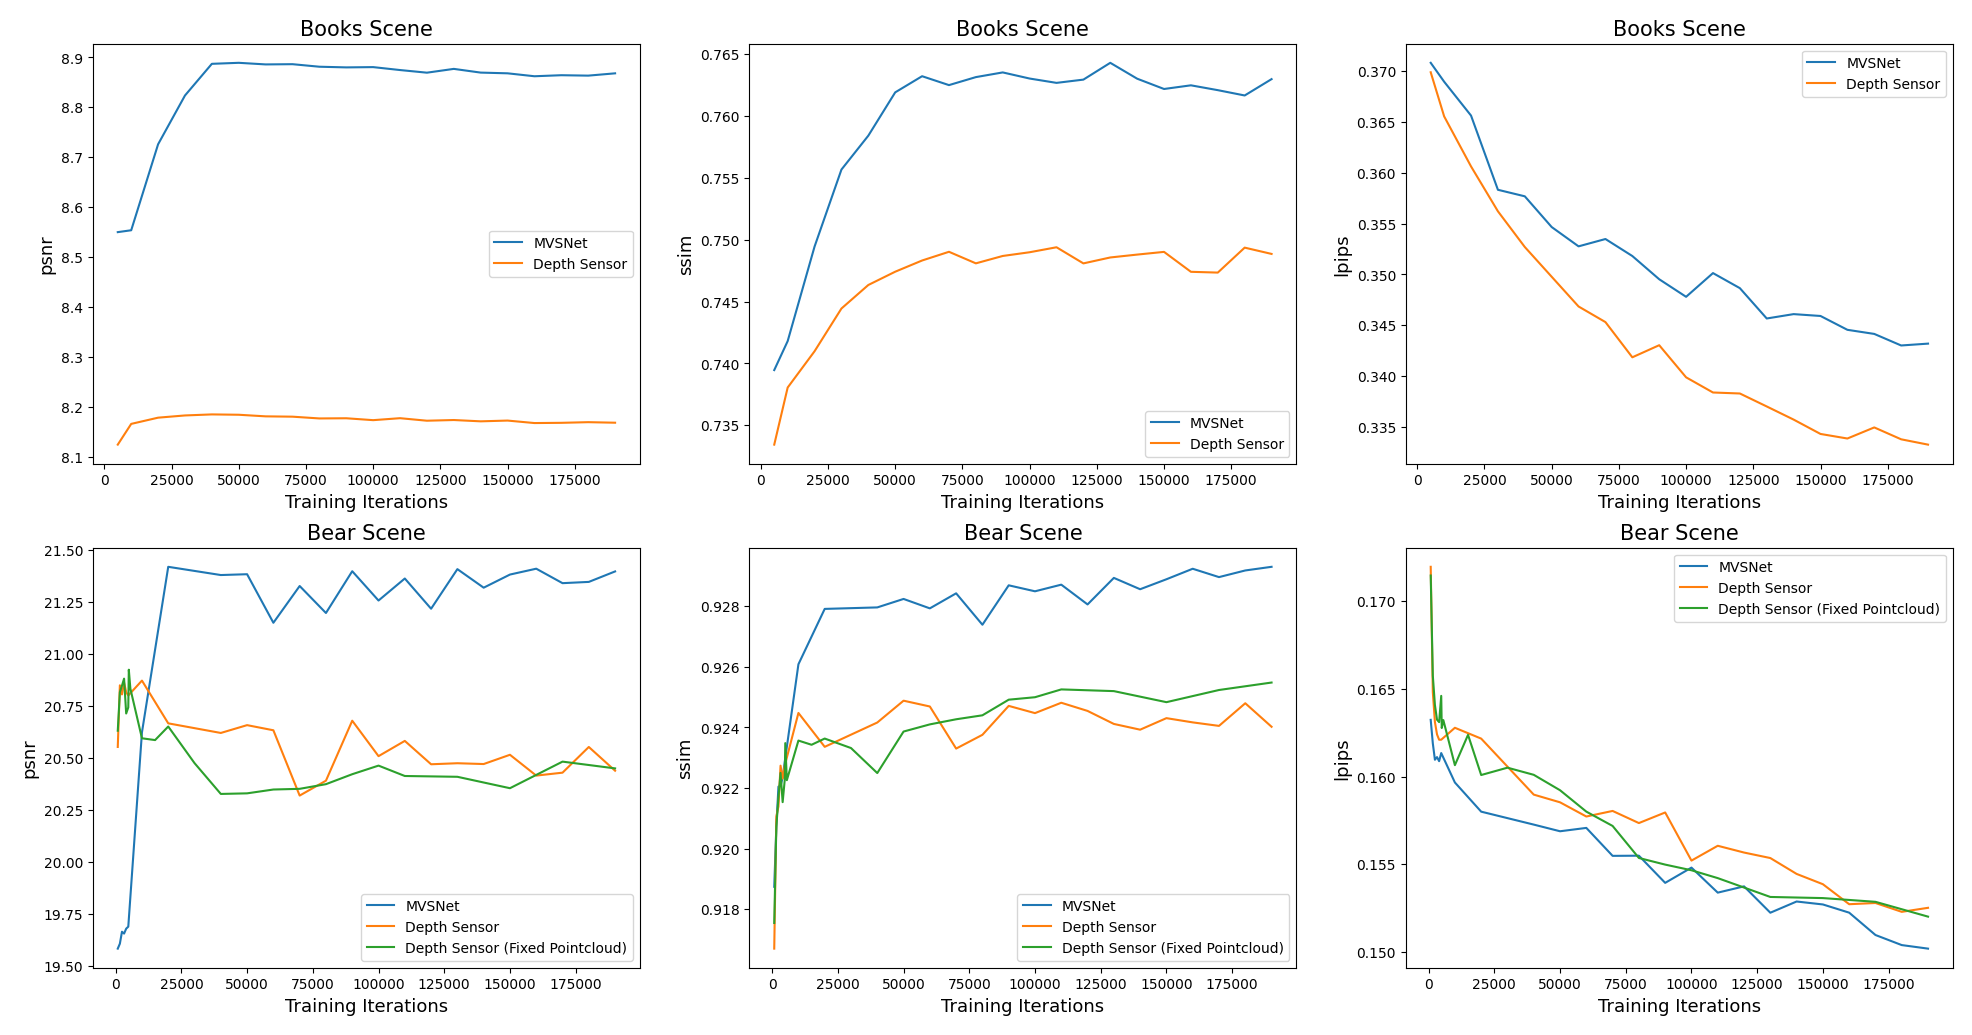 Books Scene
8.9
8.8
8.7
8.6
8.5
8.4
8.3
8.2
8.1
psnr
MVSNet
Depth Sensor
0 25000 50000 75000 100000 125000 150000 175000
Training Iterations
Books Scene
0.765
0.760
0.755
0.750
0.745
0.740
0.735
ssim
MVSNet
Depth Sensor
0 25000 50000 75000 100000 125000 150000 175000
Training Iterations
Books Scene
0.370
0.365
0.360
0.355
0.350
0.345
0.340
0.335
lpips
MVSNet
Depth Sensor
0 25000 50000 75000 100000 125000 150000 175000
Training Iterations
Bear Scene
21.50
21.25
21.00
20.75
20.50
20.25
20.00
19.75
19.50
psnr
MVSNet
Depth Sensor
Depth Sensor (Fixed Pointcloud)
0 25000 50000 75000 100000 125000 150000 175000
Training Iterations
Bear Scene
0.928
0.926
0.924
0.922
0.920
0.918
ssim
MVSNet
Depth Sensor
Depth Sensor (Fixed Pointcloud)
0 25000 50000 75000 100000 125000 150000 175000
Training Iterations
Bear Scene
0.170
0.165
0.160
0.155
0.150
lpips
MVSNet
Depth Sensor
Depth Sensor (Fixed Pointcloud)
0 25000 50000 75000 100000 125000 150000 175000
Training Iterations